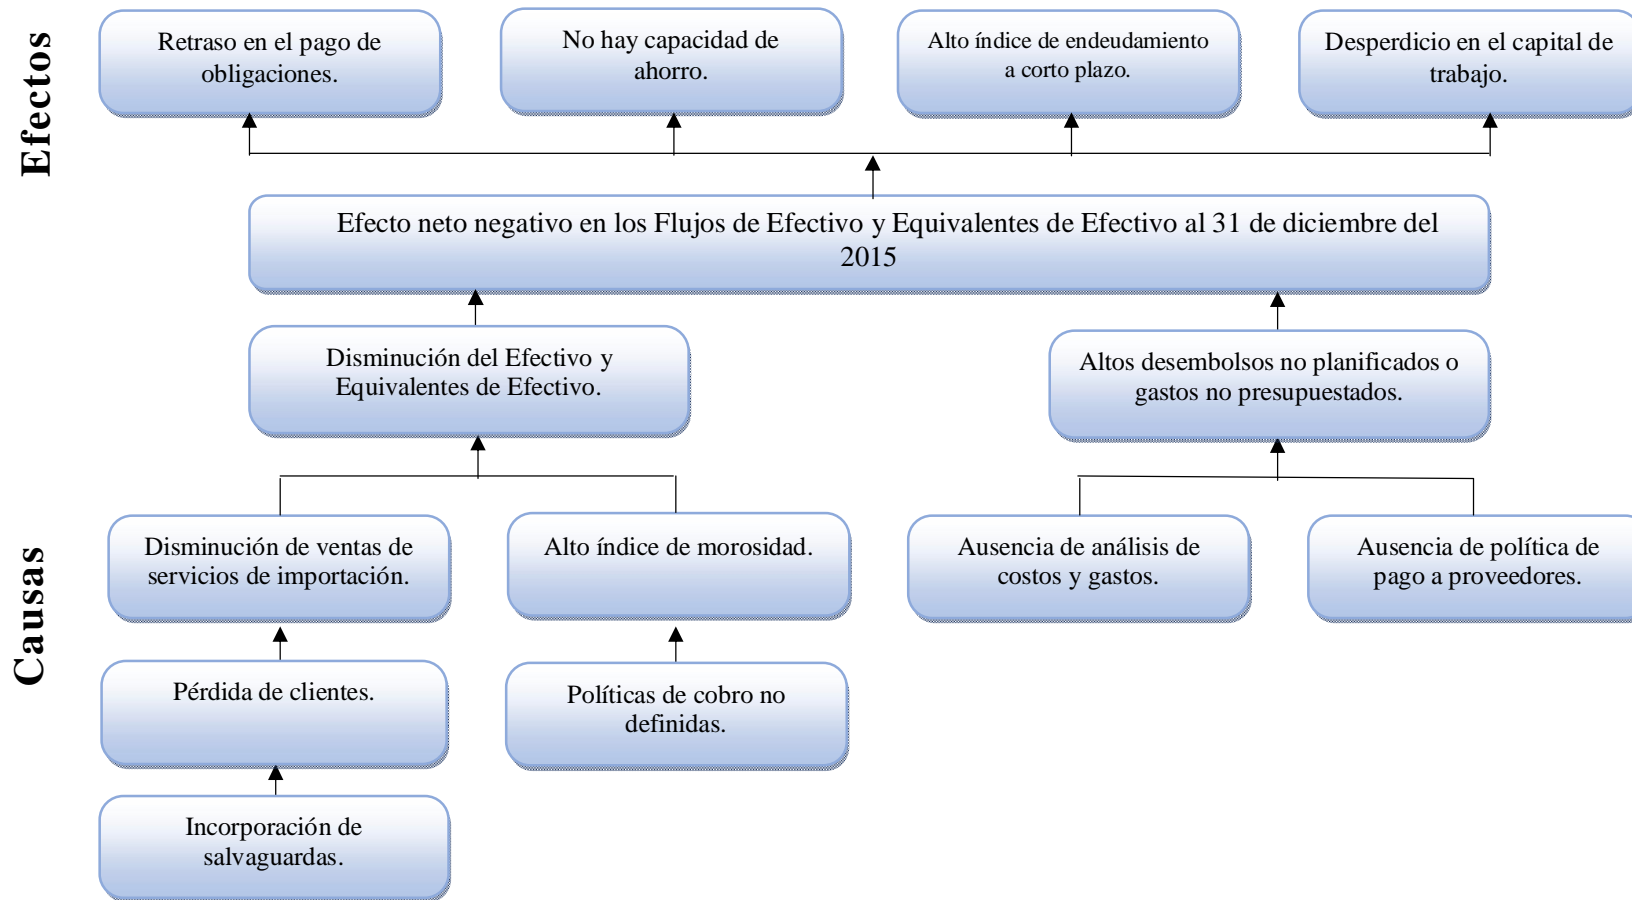 Efectos
Retraso en el pago de
obligaciones.
No hay capacidad de
ahorro.
Alto índice de endeudamiento
a corto plazo.
Desperdicio en el capital de
trabajo.
Efecto neto negativo en los Flujos de Efectivo y Equivalentes de Efectivo al 31 de diciembre del
2015
Disminución del Efectivo y
Equivalentes de Efectivo.
Altos desembolsos no planificados o
gastos no presupuestados.
Causas
Disminución de ventas de
servicios de importación.
Alto índice de morosidad.
Ausencia de análisis de
costos y gastos.
Ausencia de política de
pago a proveedores.
Pérdida de clientes.
Políticas de cobro no
definidas.
Incorporación de
salvaguardas.